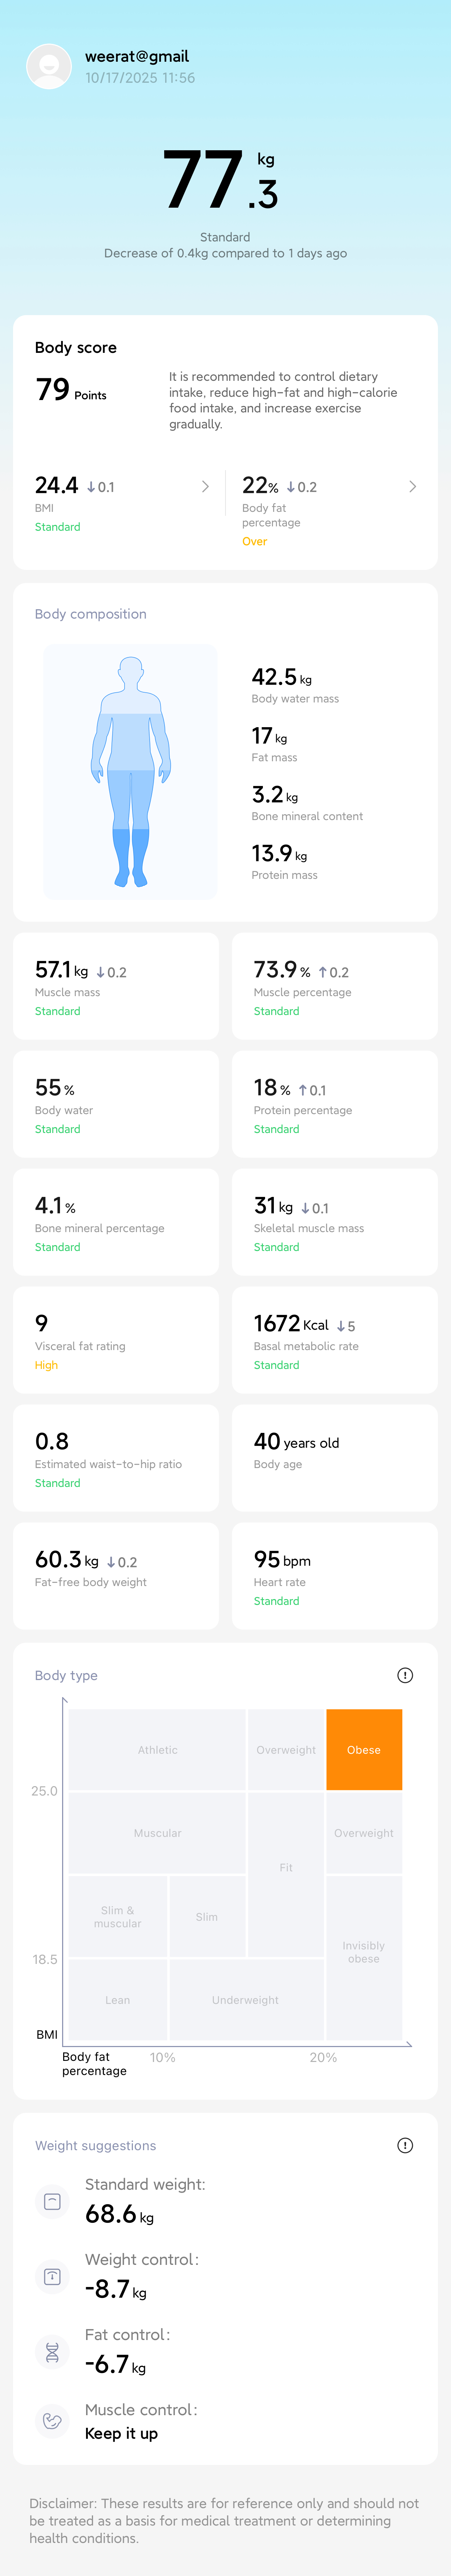 weerat@gmail
10/17/2025 11:56
77.3 kg
Standard
Decrease of 0.4kg compared to 1 days ago
Body score
79 Points
It is recommended to control dietary
intake, reduce high-fat and high-calorie
food intake, and increase exercise
gradually.
24.4 ↓0.1
BMI
Standard
22% ↓0.2
Body fat
percentage
Over
Body composition
42.5 kg
Body water mass
17 kg
Fat mass
3.2 kg
Bone mineral content
13.9 kg
Protein mass
57.1 kg ↓0.2
Muscle mass
Standard
73.9 % ↑0.2
Muscle percentage
Standard
55 %
Body water
Standard
18 % ↑0.1
Protein percentage
Standard
4.1 %
Bone mineral percentage
Standard
31 kg ↓0.1
Skeletal muscle mass
Standard
9
Visceral fat rating
High
1672 Kcal ↓5
Basal metabolic rate
Standard
0.8
Estimated waist-to-hip ratio
Standard
40 years old
Body age
60.3 kg ↓0.2
Fat-free body weight
95 bpm
Heart rate
Standard
Body type
Athletic
Overweight
Obese
25.0
Muscular
Overweight
Fit
Slim &
muscular
Slim
Invisibly
obese
18.5
Lean
Underweight
BMI
Body fat
percentage
10%
20%
Weight suggestions
Standard weight:
68.6 kg
Weight control:
-8.7 kg
Fat control:
-6.7 kg
Muscle control:
Keep it up
Disclaimer: These results are for reference only and should not
be treated as a basis for medical treatment or determining
health conditions.